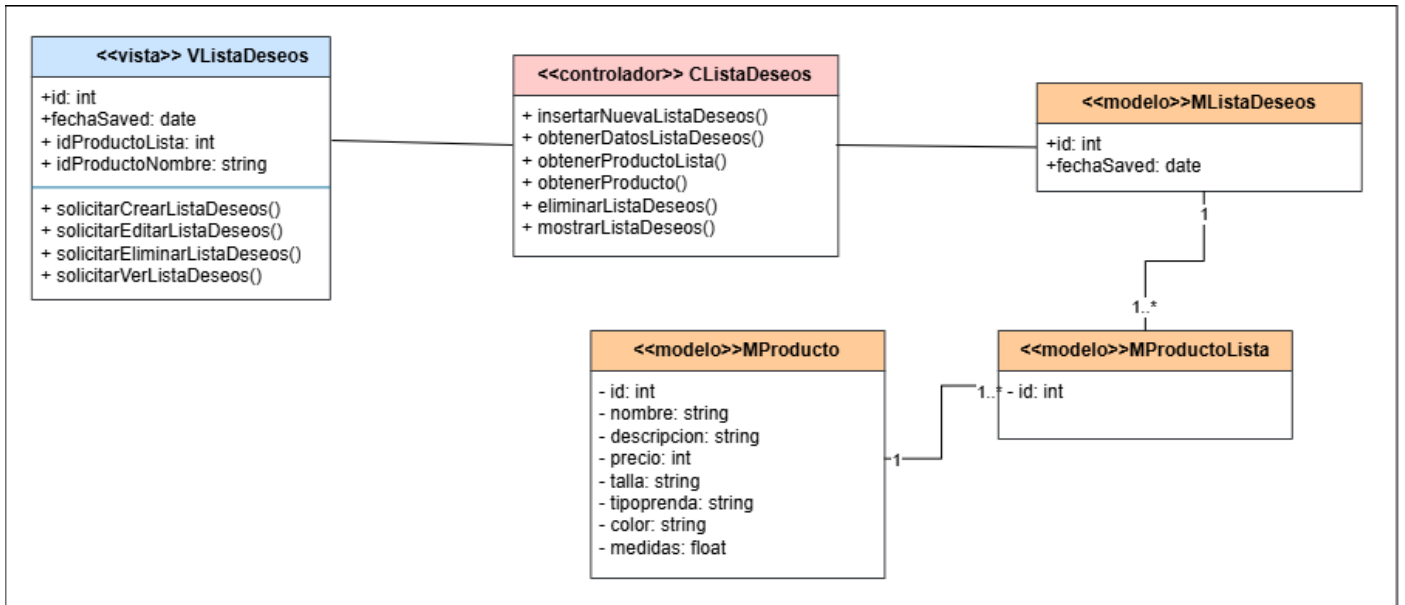 <<vista>> VListaDeseos
+id: int
+fechaSaved: date
+ idProductoLista: int
+ idProductoNombre: string
+ solicitarCrearListaDeseos()
+ solicitarEditarListaDeseos()
+ solicitarEliminarListaDeseos()
+ solicitarVerListaDeseos()
<<controlador>> CListaDeseos
+ insertarNuevaListaDeseos()
+ obtenerDatosListaDeseos()
+ obtenerProductoLista()
+ obtenerProducto()
+ eliminarListaDeseos()
+ mostrarListaDeseos()
<<modelo>>MListaDeseos
+id: int
+fechaSaved: date
1
1..*
<<modelo>>MProducto
- id: int
- nombre: string
- descripcion: string
- precio: int
- talla: string
- tipoprenda: string
- color: string
- medidas: float
1
1..*
<<modelo>>MProductoLista
- id: int